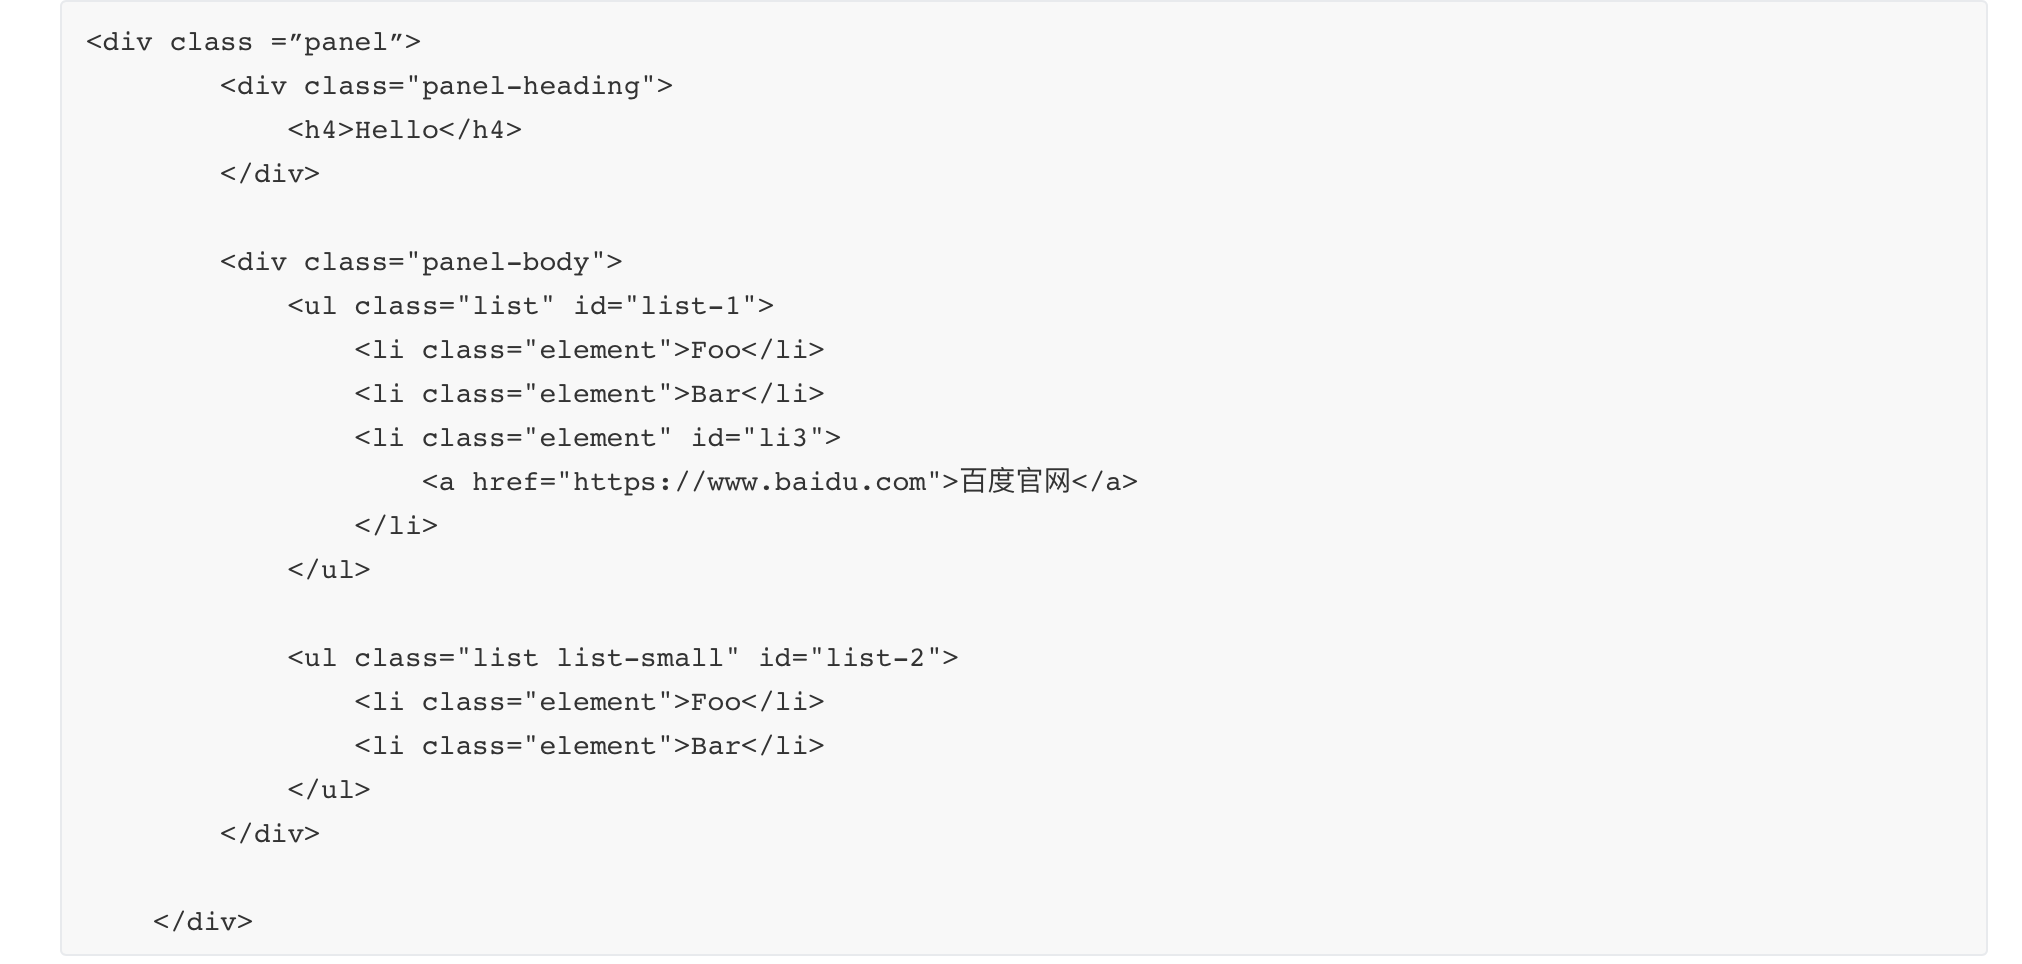 <div class =”panel”>
<div class="panel-heading">
<h4>Hello</h4>
</div>
<div class="panel-body">
<ul class="list" id="list-1">
<li class="element">Foo</li>
<li class="element">Bar</li>
<li class="element" id="li3">
<a href="https://www.baidu.com">百度官网</a>
</li>
</ul>
<ul class="list list-small" id="list-2">
<li class="element">Foo</li>
<li class="element">Bar</li>
</ul>
</div>
</div>